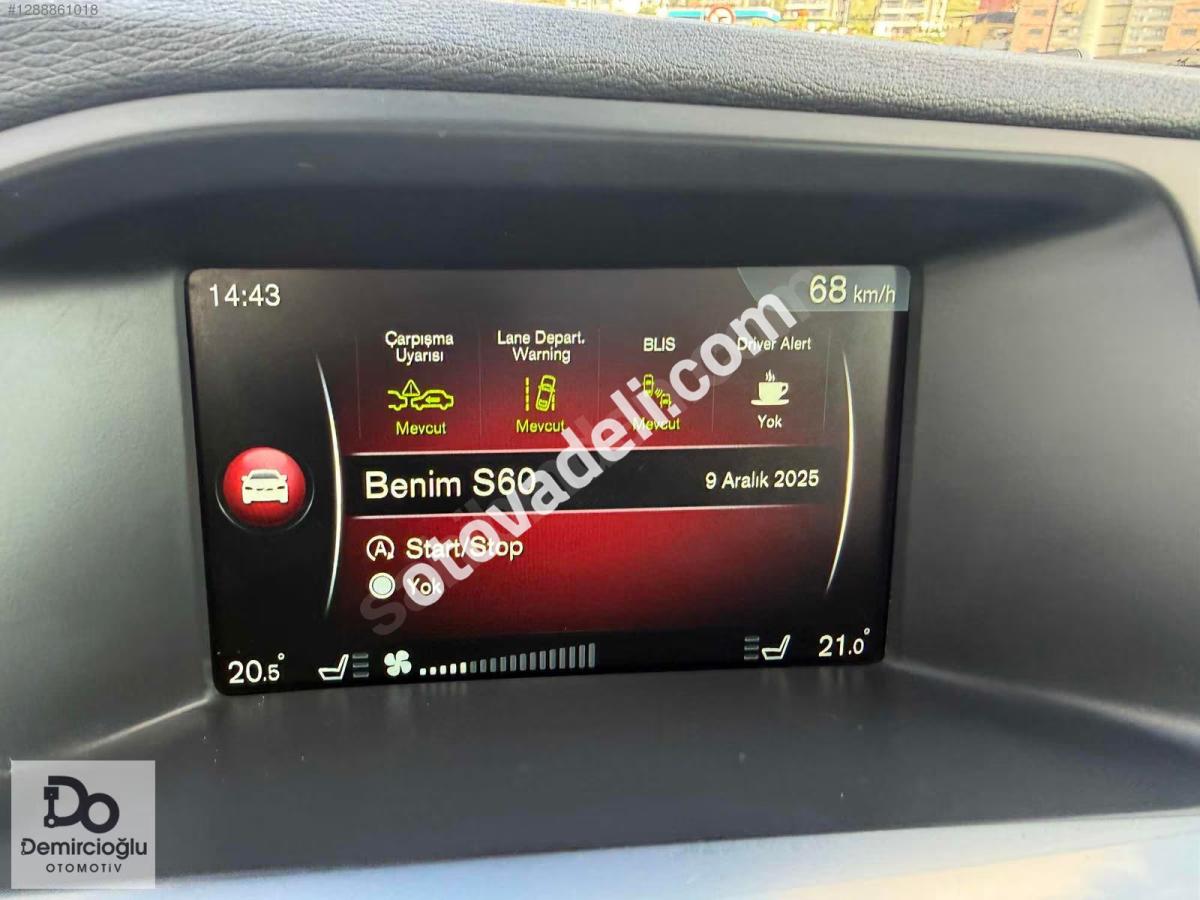 #1288861018
14:43
68 km/h
Çarpışma
Uyarısı
Lane Depart.
Warning
BLIS
Driver Alert
Mevcut
Mevcut
Mevcut
Yok
Benim S60
9 Aralık 2025
A Start/Stop
Yok
20.5°
21.0°
sotovadeli.com
Demircioğlu
OTOMOTİV